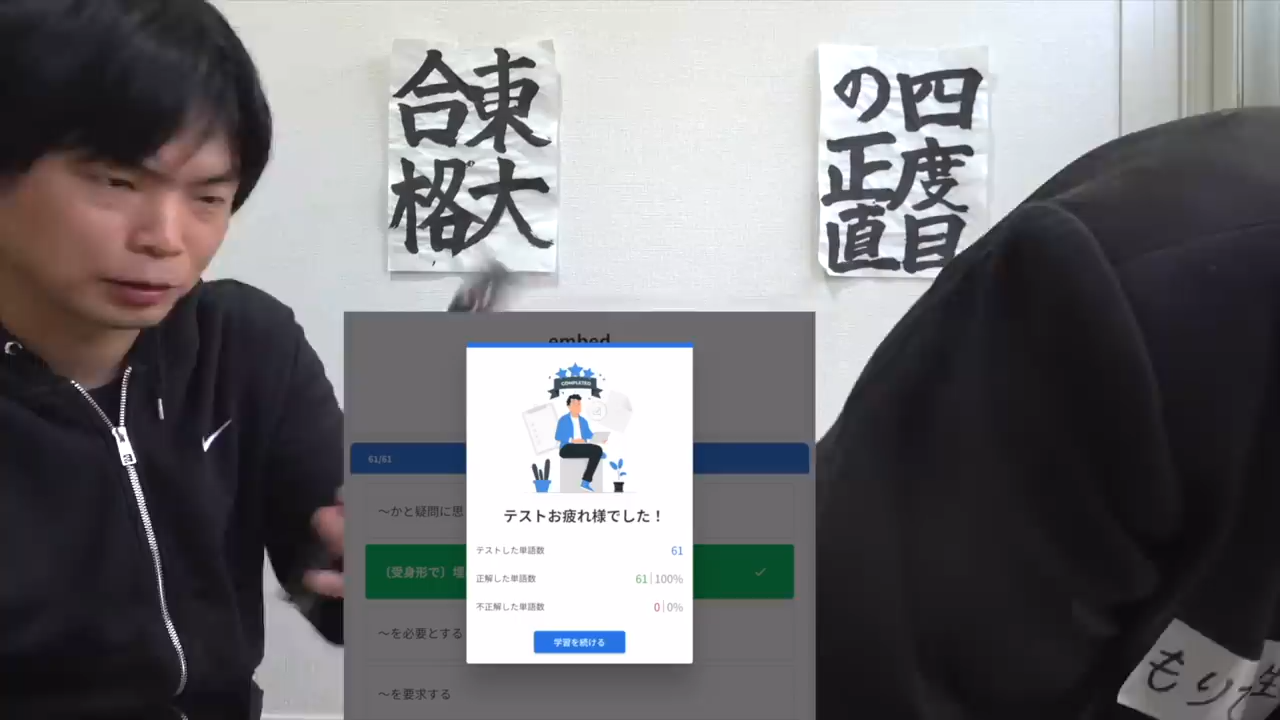 東大
合格
四度目
の正直
embed
COMPLETED
61/61
〜かと疑問に思
テストお疲れ様でした！
テストした単語数 61
〔受身形で〕埋
正解した単語数 61|100%
不正解した単語数 0|0%
〜を必要とする
学習を続ける
〜を要求する
もり